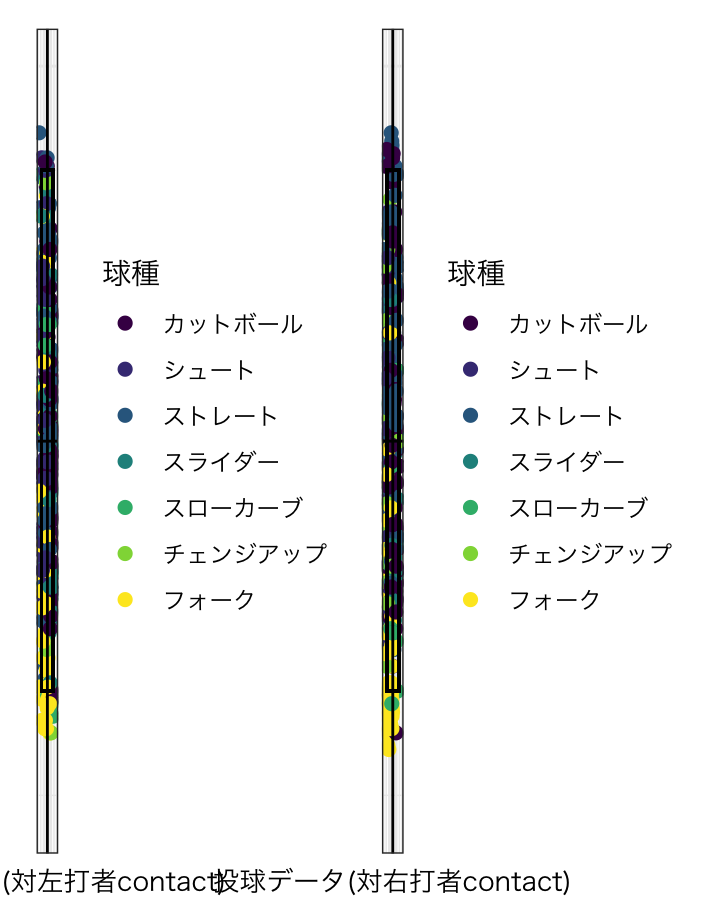 球種
カットボール
シュート
ストレート
スライダー
スローカーブ
チェンジアップ
フォーク
球種
カットボール
シュート
ストレート
スライダー
スローカーブ
チェンジアップ
フォーク
(対左打者contact)
投球データ(対右打者contact)